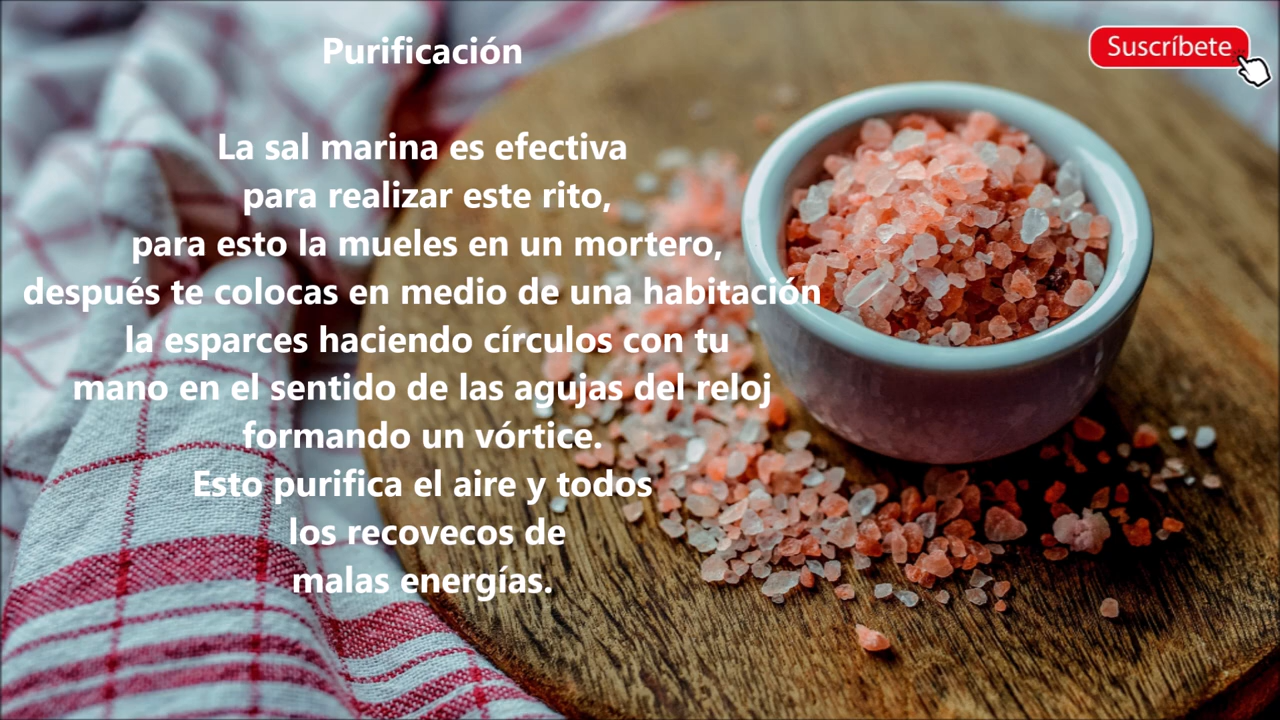 Purificación
Suscríbete
La sal marina es efectiva
para realizar este rito,
para esto la mueles en un mortero,
después te colocas en medio de una habitación
la esparces haciendo círculos con tu
mano en el sentido de las agujas del reloj
formando un vórtice.
Esto purifica el aire y todos
los recovecos de
malas energías.